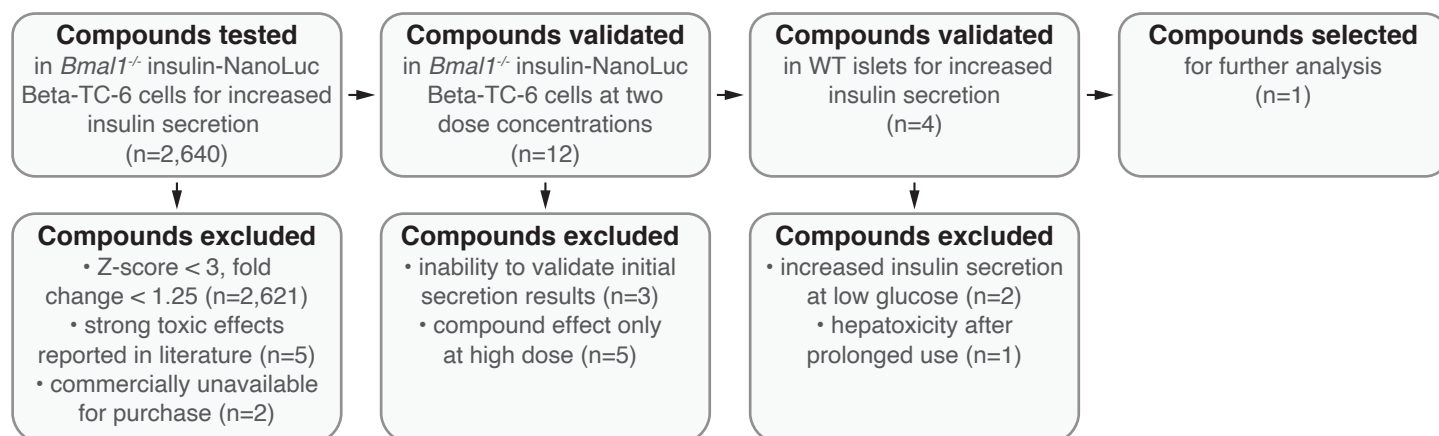 Compounds tested
in Bmal1-/- insulin-NanoLuc
Beta-TC-6 cells for increased
insulin secretion
(n=2,640)
Compounds validated
in Bmal1-/- insulin-NanoLuc
Beta-TC-6 cells at two
dose concentrations
(n=12)
Compounds validated
in WT islets for increased
insulin secretion
(n=4)
Compounds selected
for further analysis
(n=1)
Compounds excluded
• Z-score < 3, fold
change < 1.25 (n=2,621)
• strong toxic effects
reported in literature (n=5)
• commercially unavailable
for purchase (n=2)
Compounds excluded
• inability to validate initial
secretion results (n=3)
• compound effect only
at high dose (n=5)
Compounds excluded
• increased insulin secretion
at low glucose (n=2)
• hepatoxicity after
prolonged use (n=1)